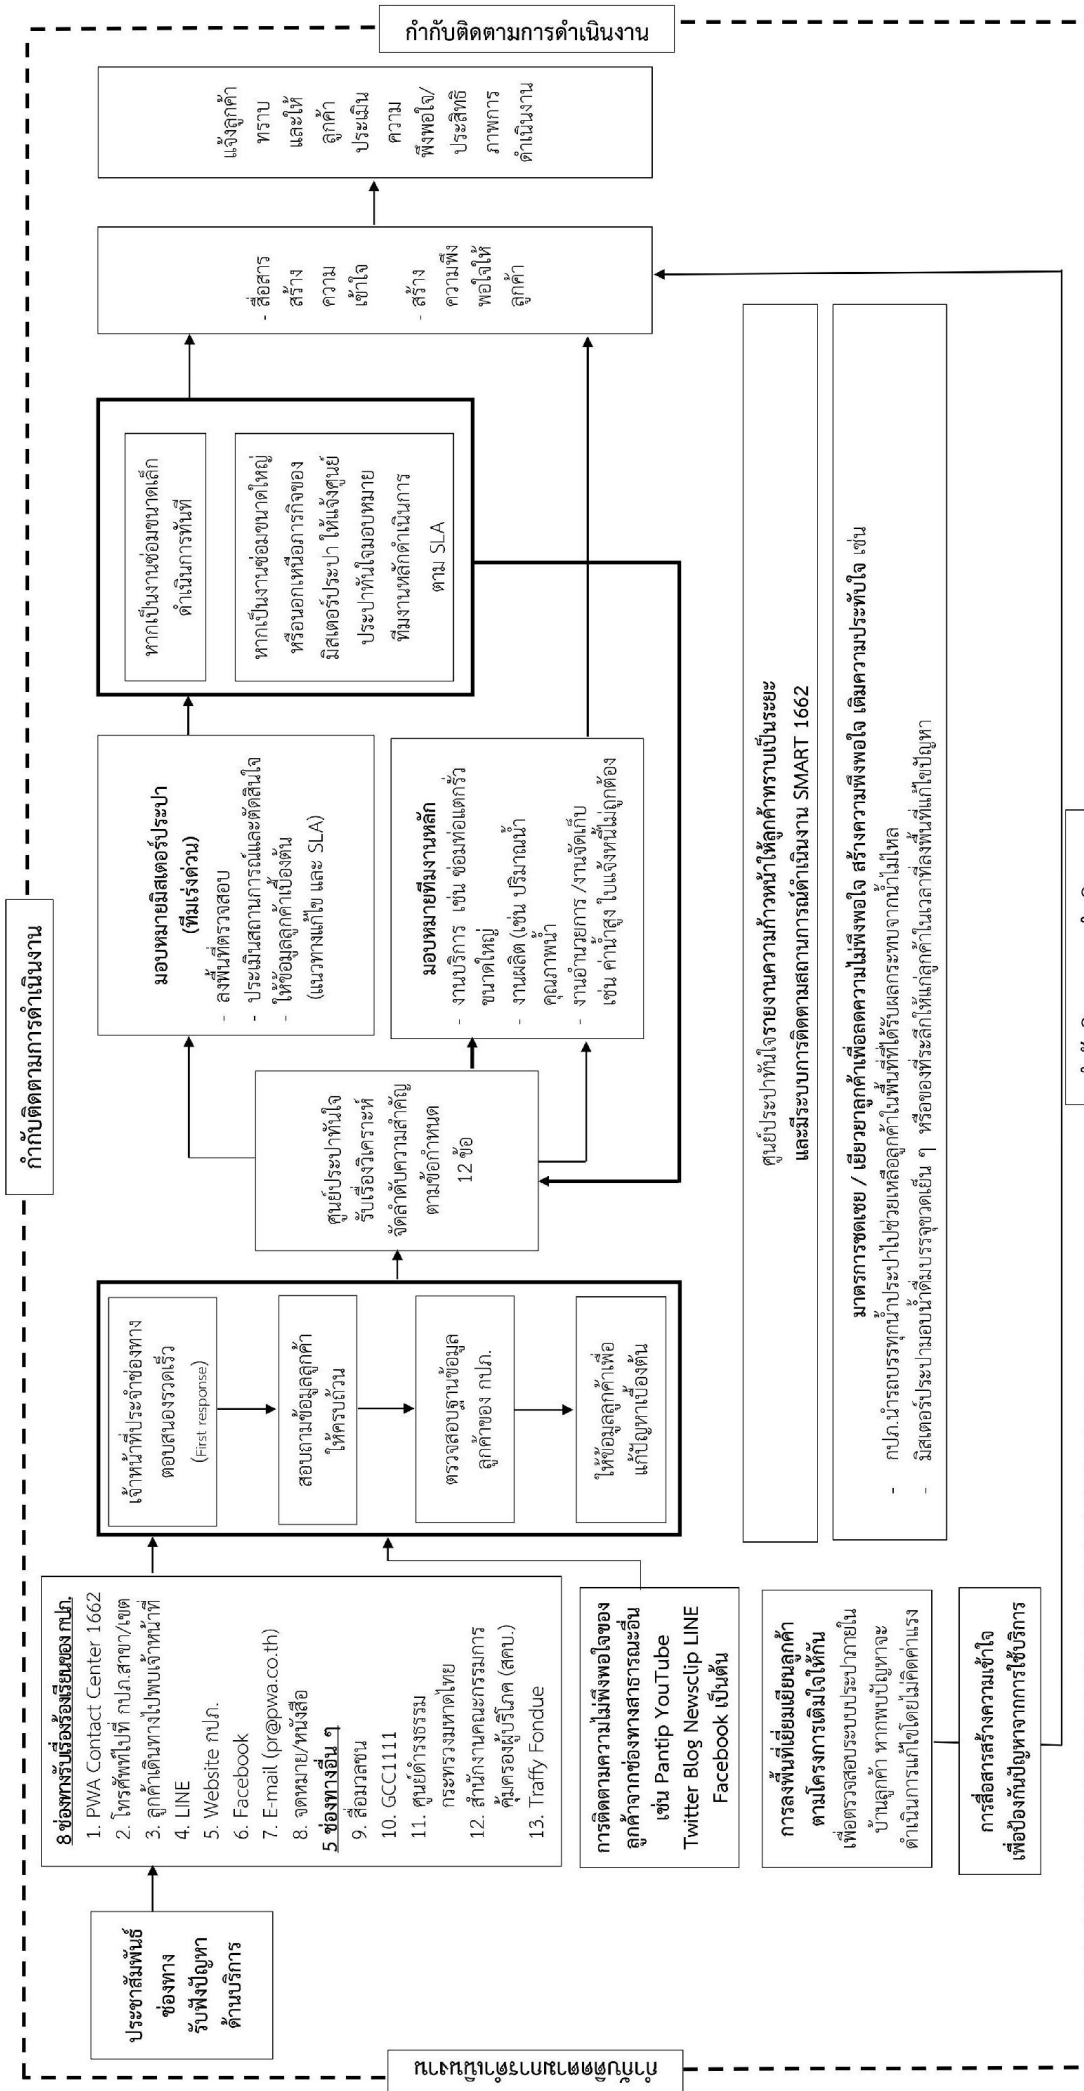 กำกับติดตามการดำเนินงาน
ประชาสัมพันธ์
ช่องทาง
รับฟังปัญหา
ด้านบริการ
8 ช่องทางรับเรื่องร้องเรียนของ กปภ.
1. PWA Contact Center 1662
2. โทรศัพท์ไปที่ กปภ.สาขา/เขต
3. ลูกค้าเดินทางไปพบเจ้าหน้าที่
4. LINE
5. Website กปภ.
6. Facebook
7. E-mail (pr@pwa.co.th)
8. จดหมาย/หนังสือ
5 ช่องทางอื่น ๆ
9. สื่อมวลชน
10. GCC1111
11. ศูนย์ดำรงธรรม
กระทรวงมหาดไทย
12. สำนักงานคณะกรรมการ
คุ้มครองผู้บริโภค (สคบ.)
13. Traffy Fondue
การติดตามความไม่พึงพอใจของ
ลูกค้าจากช่องทางสาธารณะอื่น
เช่น Pantip YouTube
Twitter Blog Newsclip LINE
Facebook เป็นต้น
การลงพื้นที่เยี่ยมเยียนลูกค้า
ตามโครงการเติมใจให้กัน
เพื่อตรวจสอบระบบประปาภายใน
บ้านลูกค้า หากพบปัญหาจะ
ดำเนินการแก้ไขโดยไม่คิดค่าแรง
การสื่อสารสร้างความเข้าใจ
เพื่อป้องกันปัญหาจากการใช้บริการ
เจ้าหน้าที่ประจำช่องทาง
ตอบสนองรวดเร็ว
(First response)
สอบถามข้อมูลลูกค้า
ให้ครบถ้วน
ตรวจสอบฐานข้อมูล
ลูกค้าของ กปภ.
ให้ข้อมูลลูกค้าเพื่อ
แก้ปัญหาเบื้องต้น
ศูนย์ประปาทันใจ
รับเรื่องวิเคราะห์
จัดลำดับความสำคัญ
ตามข้อกำหนด
12 ข้อ
มอบหมายมิสเตอร์ประปา
(ทีมเร่งด่วน)
- ลงพื้นที่ตรวจสอบ
- ประเมินสถานการณ์และตัดสินใจ
- ให้ข้อมูลลูกค้าเบื้องต้น
(แนวทางแก้ไข และ SLA)
มอบหมายทีมงานหลัก
- งานบริการ เช่น ซ่อมท่อแตกรั่ว
ขนาดใหญ่
- งานผลิต (เช่น ปริมาณน้ำ
คุณภาพน้ำ
- งานอำนวยการ /งานจัดเก็บ
เช่น ค่าน้ำสูง ใบแจ้งหนี้ไม่ถูกต้อง
หากเป็นงานซ่อมขนาดเล็ก
ดำเนินการทันที
หากเป็นงานซ่อมขนาดใหญ่
หรือนอกเหนือภารกิจของ
มิสเตอร์ประปา ให้แจ้งศูนย์
ประปาทันใจมอบหมาย
ทีมงานหลักดำเนินการ
ตาม SLA
- สื่อสาร
สร้าง
ความ
เข้าใจ
- สร้าง
ความพึง
พอใจให้
ลูกค้า
แจ้งลูกค้า
ทราบ
และให้
ลูกค้า
ประเมิน
ความ
พึงพอใจ/
ประสิทธิ
ภาพการ
ดำเนินงาน
ศูนย์ประปาทันใจรายงานความก้าวหน้าให้ลูกค้าทราบเป็นระยะ
และมีระบบการติดตามสถานการณ์ดำเนินงาน SMART 1662
มาตรการชดเชย / เยียวยาลูกค้าเพื่อลดความไม่พึงพอใจ สร้างความพึงพอใจ เติมความประทับใจ เช่น
- กปภ.นำรถบรรทุกน้ำประปาไปช่วยเหลือลูกค้าในพื้นที่ที่ได้รับผลกระทบจากน้ำไม่ไหล
- มิสเตอร์ประปามอบน้ำดื่มบรรจุขวดเย็น ๆ หรือของที่ระลึกให้แก่ลูกค้าในเวลาที่ลงพื้นที่แก้ไขปัญหา
กำกับติดตามการดำเนินงาน
กำกับติดตามการดำเนินงาน